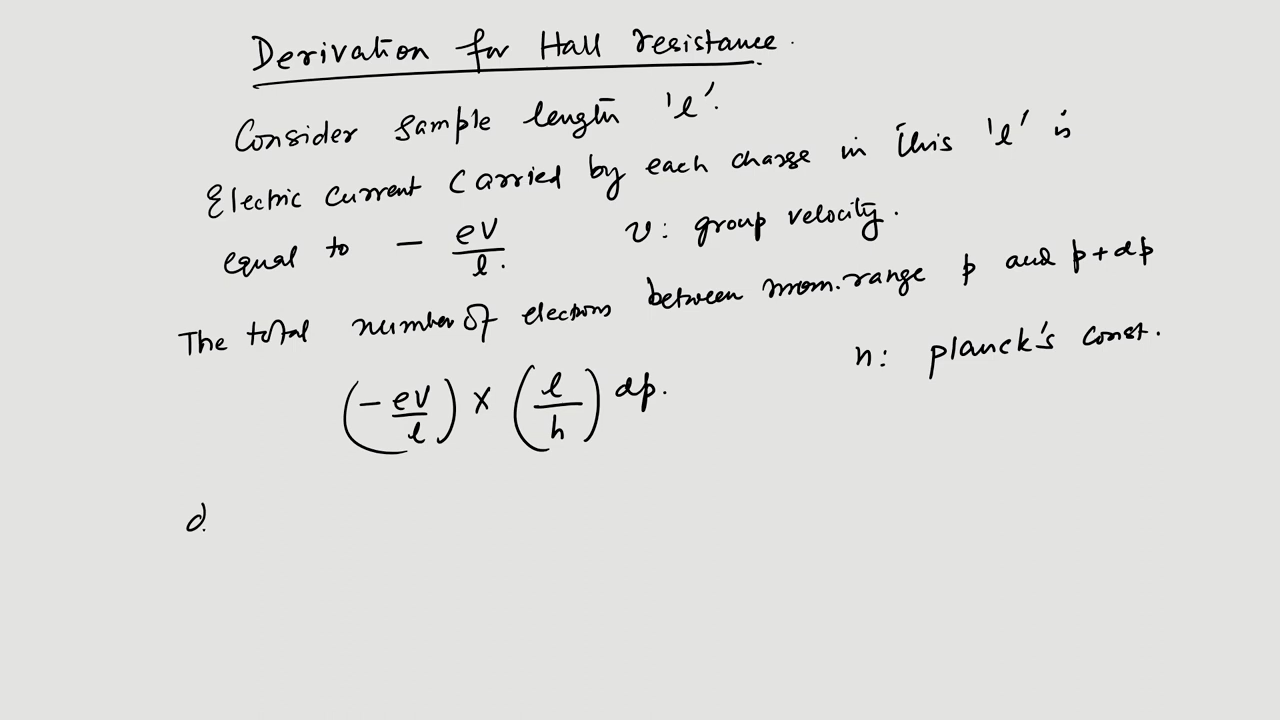 Derivation for Hall resistance.
Consider sample length 'l'.
Electric current carried by each charge in this 'l' is
equal to - eV/l. v: group velocity.
The total number of electrons between mom. range p and p+dp
h: planck's const.
(- eV/l) × (l/h) dp.
d